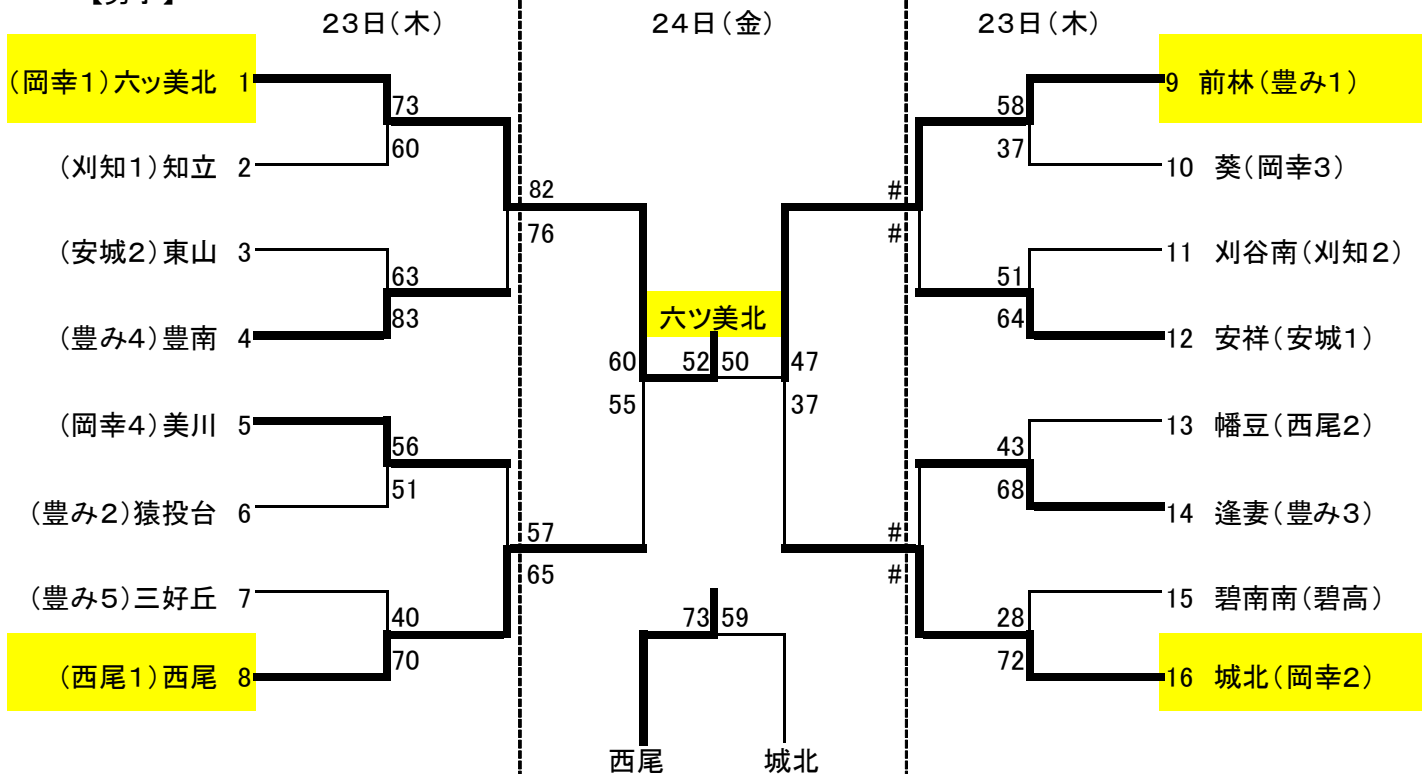 23日(木)
24日(金)
23日(木)
(岡幸1)六ッ美北 1
73
60
(刈知1)知立 2
82
76
(安城2)東山 3
63
83
(豊み4)豊南 4
(岡幸4)美川 5
56
51
(豊み2)猿投台 6
57
65
(豊み5)三好丘 7
40
70
(西尾1)西尾 8
六ツ美北
60
52 50
47
55
37
73 59
西尾
城北
9 前林(豊み1)
58
37
10 葵(岡幸3)
#
#
11 刈谷南(刈知2)
51
64
12 安祥(安城1)
13 幡豆(西尾2)
43
68
14 逢妻(豊み3)
#
#
15 碧南南(碧高)
28
72
16 城北(岡幸2)